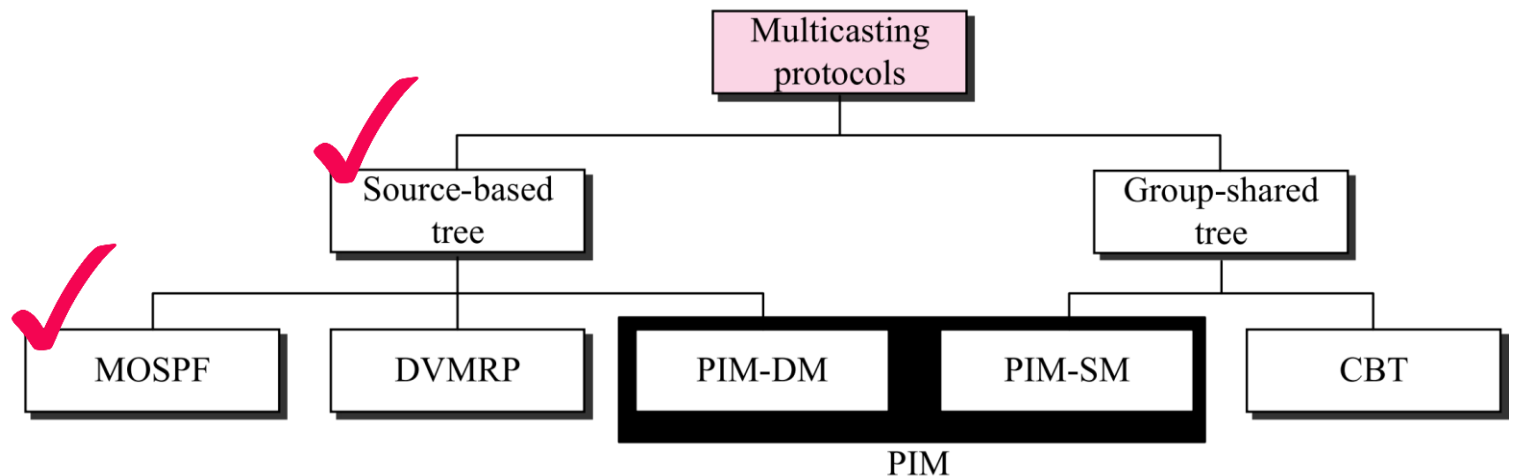 Multicasting
protocols
Source-based
tree
Group-shared
tree
MOSPF
DVMRP
PIM-DM
PIM-SM
CBT
PIM